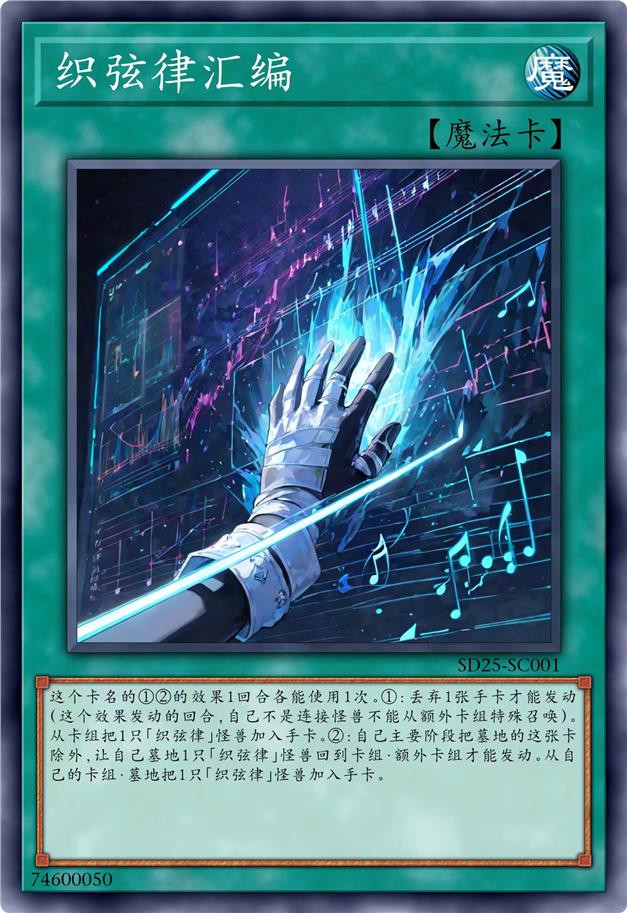 织弦律汇编
魔
【魔法卡】
SD25-SC001
这个卡名的①②的效果1回合各能使用1次。①:丢弃1张手卡才能发动
(这个效果发动的回合,自己不是连接怪兽不能从额外卡组特殊召唤)。
从卡组把1只「织弦律」怪兽加入手卡。②:自己主要阶段把墓地的这张卡
除外,让自己墓地1只「织弦律」怪兽回到卡组·额外卡组才能发动。从自
己的卡组·墓地把1只「织弦律」怪兽加入手卡。
74600050